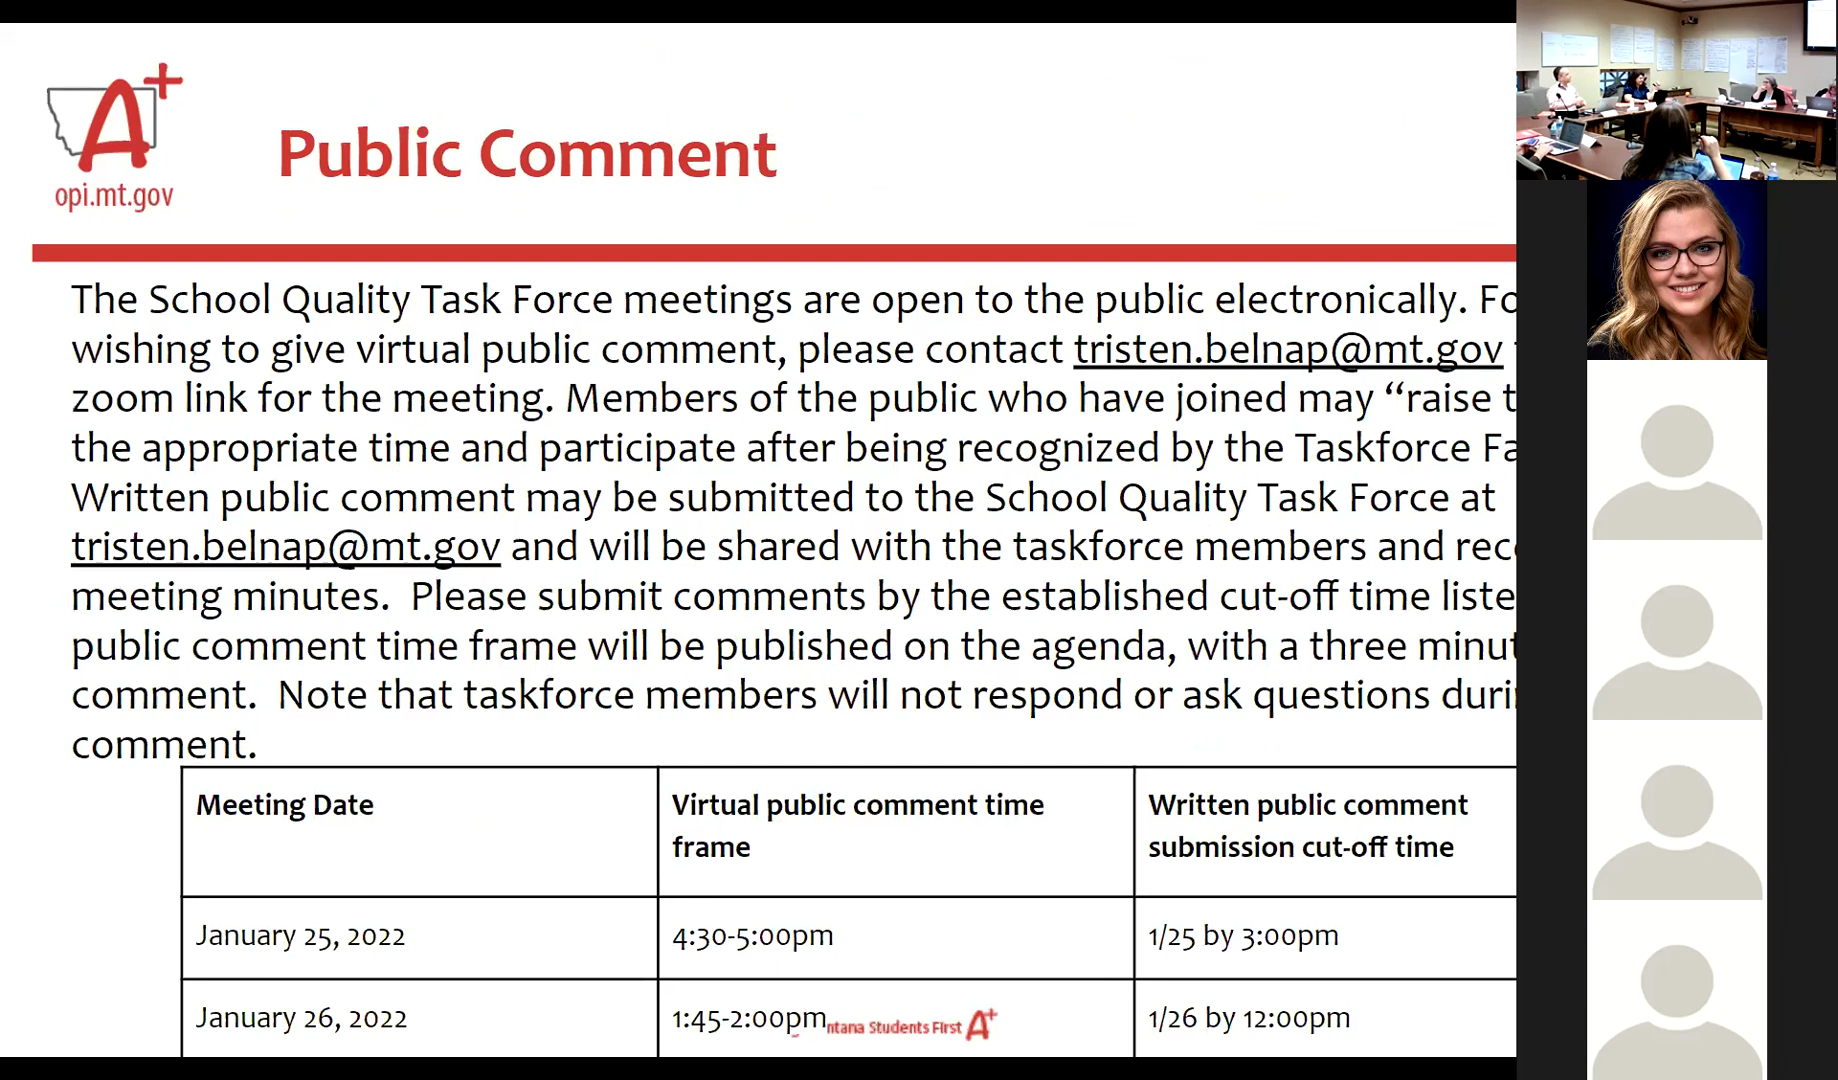 A+
opi.mt.gov
Public Comment
The School Quality Task Force meetings are open to the public electronically. Fo
wishing to give virtual public comment, please contact tristen.belnap@mt.gov
zoom link for the meeting. Members of the public who have joined may “raise t
the appropriate time and participate after being recognized by the Taskforce Fa
Written public comment may be submitted to the School Quality Task Force at
tristen.belnap@mt.gov and will be shared with the taskforce members and rec
meeting minutes. Please submit comments by the established cut-off time liste
public comment time frame will be published on the agenda, with a three minut
comment. Note that taskforce members will not respond or ask questions duri
comment.
Meeting Date
Virtual public comment time
frame
Written public comment
submission cut-off time
January 25, 2022
4:30-5:00pm
1/25 by 3:00pm
January 26, 2022
1:45-2:00pm
1/26 by 12:00pm
ntana Students First A+